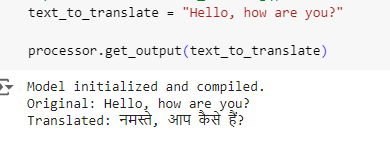 text_to_translate = "Hello, how are you?"
processor.get_output(text_to_translate)
Model initialized and compiled.
Original: Hello, how are you?
Translated: नमस्ते, आप कैसे हैं?